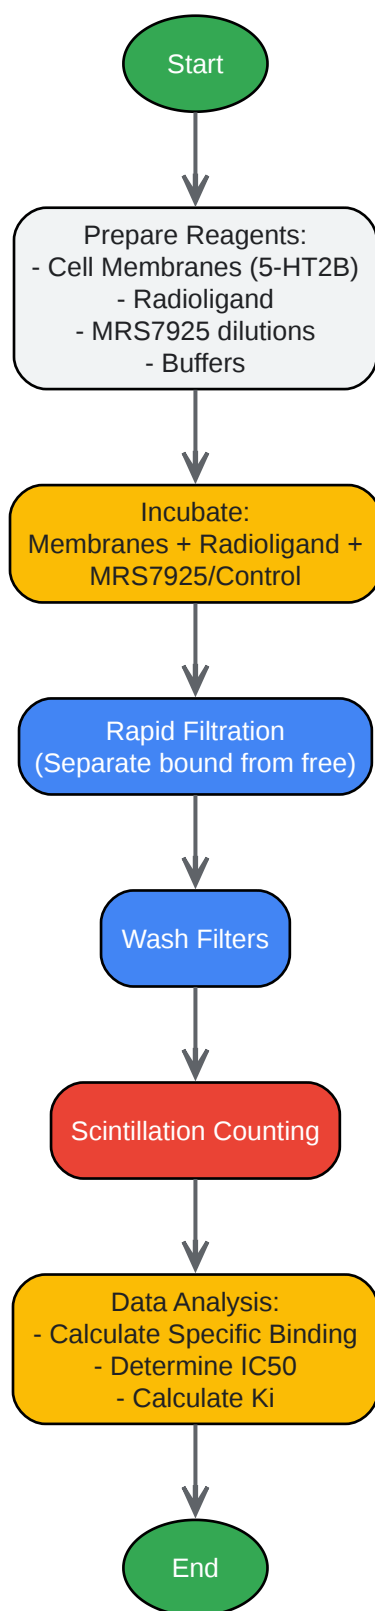 Start
Prepare Reagents:
- Cell Membranes (5-HT2B)
- Radioligand
- MRS7925 dilutions
- Buffers
Incubate:
Membranes + Radioligand +
MRS7925/Control
Rapid Filtration
(Separate bound from free)
Wash Filters
Scintillation Counting
Data Analysis:
- Calculate Specific Binding
- Determine IC50
- Calculate Ki
End